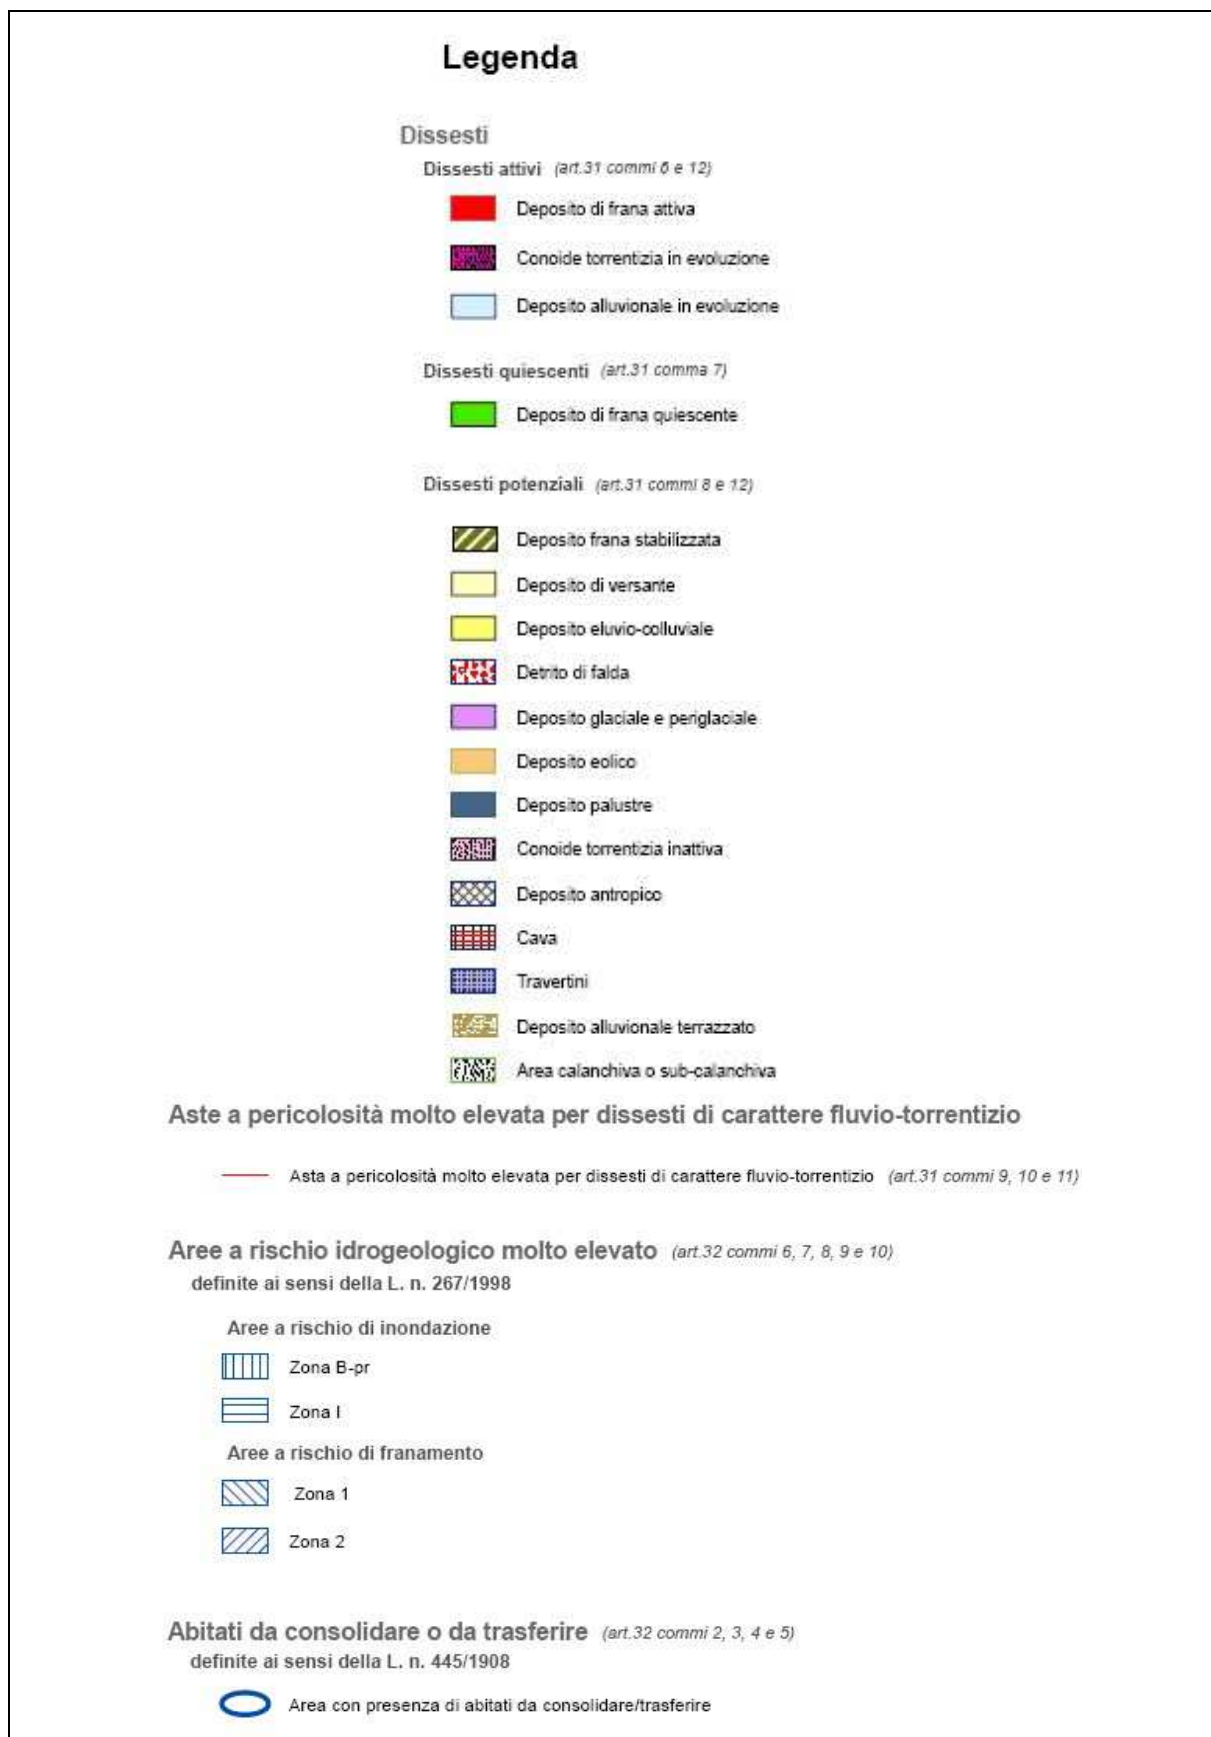 Legenda
Dissesti
Dissesti attivi (art.31 commi 6 e 12)
Deposito di frana attiva
Conoide torrentizia in evoluzione
Deposito alluvionale in evoluzione
Dissesti quiescenti (art.31 comma 7)
Deposito di frana quiescente
Dissesti potenziali (art.31 commi 8 e 12)
Deposito frana stabilizzata
Deposito di versante
Deposito eluvio-colluviale
Detrito di falda
Deposito glaciale e periglaciale
Deposito eolico
Deposito palustre
Conoide torrentizia inattiva
Deposito antropico
Cava
Travertini
Deposito alluvionale terrazzato
Area calanchiva o sub-calanchiva
Aste a pericolosità molto elevata per dissesti di carattere fluvio-torrentizio
Asta a pericolosità molto elevata per dissesti di carattere fluvio-torrentizio (art.31 commi 9, 10 e 11)
Aree a rischio idrogeologico molto elevato (art.32 commi 6, 7, 8, 9 e 10)
definite ai sensi della L. n. 267/1998
Aree a rischio di inondazione
Zona B-pr
Zona I
Aree a rischio di franamento
Zona 1
Zona 2
Abitati da consolidare o da trasferire (art.32 commi 2, 3, 4 e 5)
definite ai sensi della L. n. 445/1908
Area con presenza di abitati da consolidare/trasferire